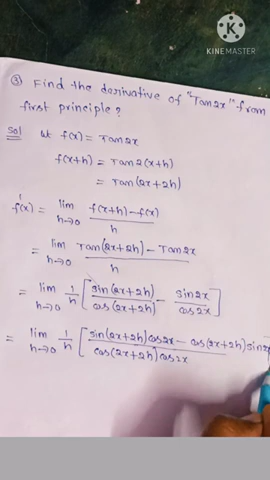 KINEMASTER
③ Find the derivative of "Tan2x" from
first principle?
Sol let f(x) = Tan2x
f(x+h) = Tan2(x+h)
= Tan(2x+2h)
f'(x) = lim h→0 f(x+h)-f(x) / h
= lim h→0 Tan(2x+2h) - Tan2x / h
= lim h→0 1/h [ sin(2x+2h) / cos(2x+2h) - sin2x / cos2x ]
= lim h→0 1/h [ sin(2x+2h)cos2x - cos(2x+2h)sin2x / cos(2x+2h)cos2x